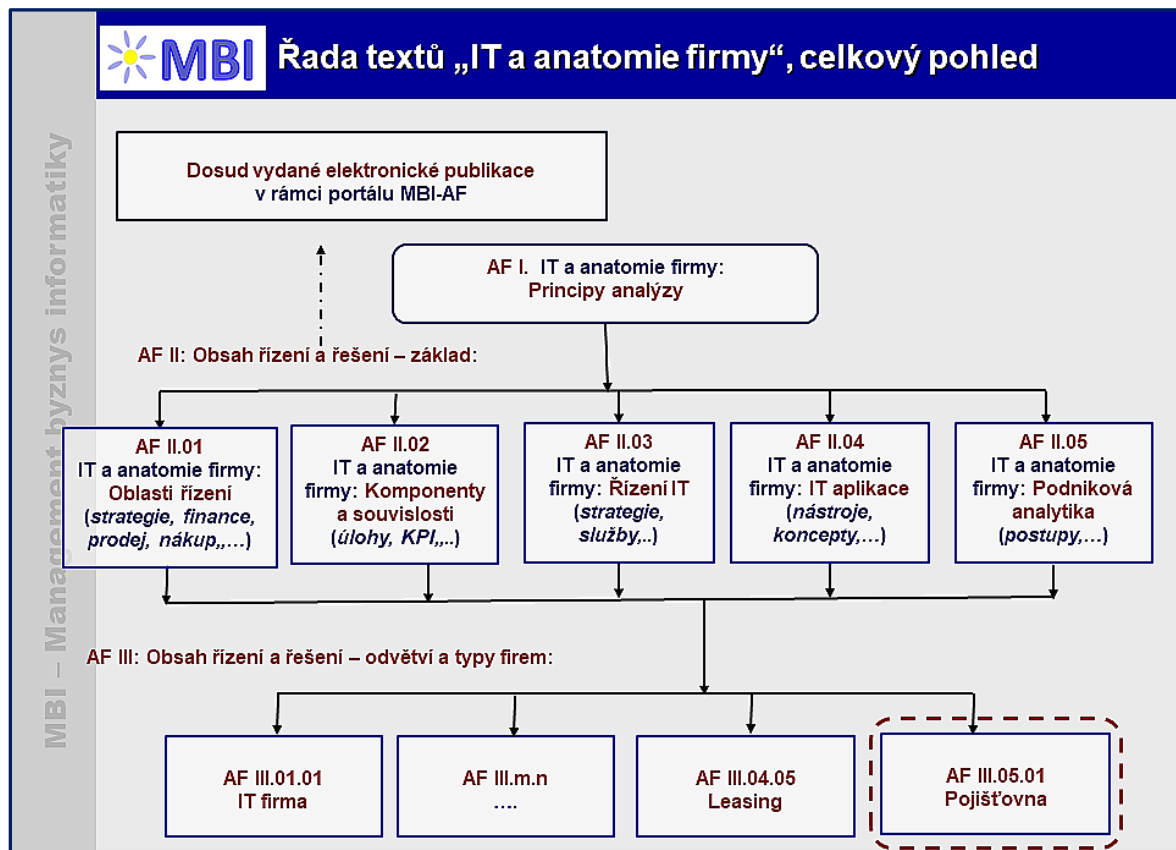 MBI
Řada textů „IT a anatomie firmy“, celkový pohled
MBI – Management byznys informatiky
Dosud vydané elektronické publikace
v rámci portálu MBI-AF
AF I. IT a anatomie firmy:
Principy analýzy
AF II: Obsah řízení a řešení – základ:
AF II.01
IT a anatomie firmy:
Oblasti řízení
(strategie, finance,
prodej, nákup,,…)
AF II.02
IT a anatomie
firmy: Komponenty
a souvislosti
(úlohy, KPI,,..)
AF II.03
IT a anatomie
firmy: Řízení IT
(strategie,
služby,..)
AF II.04
IT a anatomie
firmy: IT aplikace
(nástroje,
koncepty,…)
AF II.05
IT a anatomie
firmy: Podniková
analytika
(postupy,…)
AF III: Obsah řízení a řešení – odvětví a typy firem:
AF III.01.01
IT firma
AF III.m.n
….
AF III.04.05
Leasing
AF III.05.01
Pojišťovna